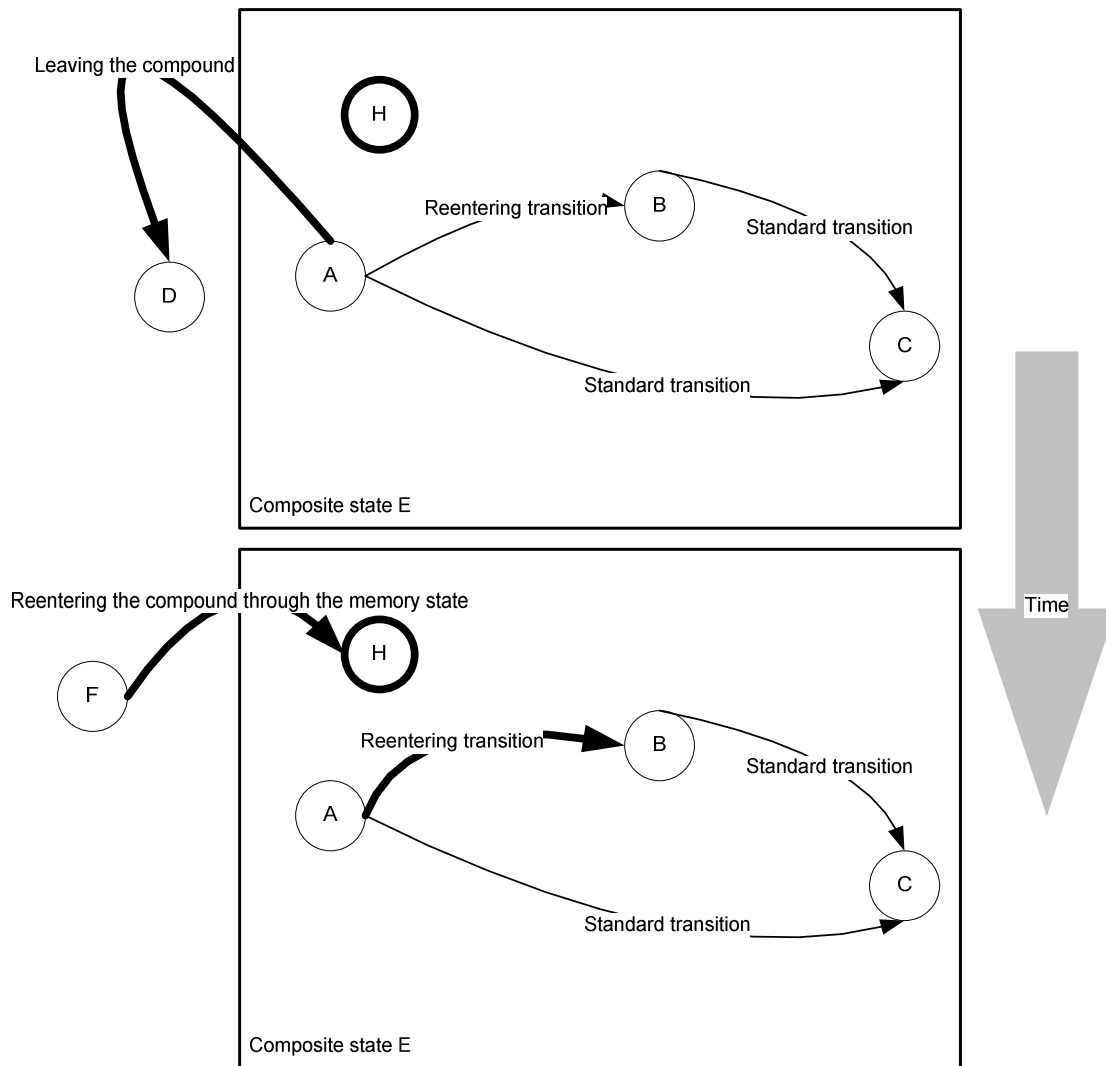 Leaving the compound
H
Reentering transition
B
Standard transition
A
D
C
Standard transition
Composite state E
Reentering the compound through the memory state
Time
H
F
Reentering transition
B
Standard transition
A
C
Standard transition
Composite state E